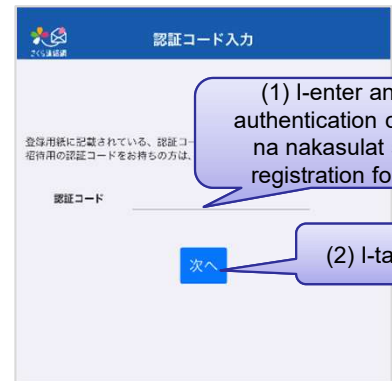 さくら連絡網
認証コード入力
(1) I-enter
authentication
na nakasulat
registration
登録用紙に記載されている、認証コー
招待用の認証コードをお持ちの方は、
認証コード
次へ
(2)